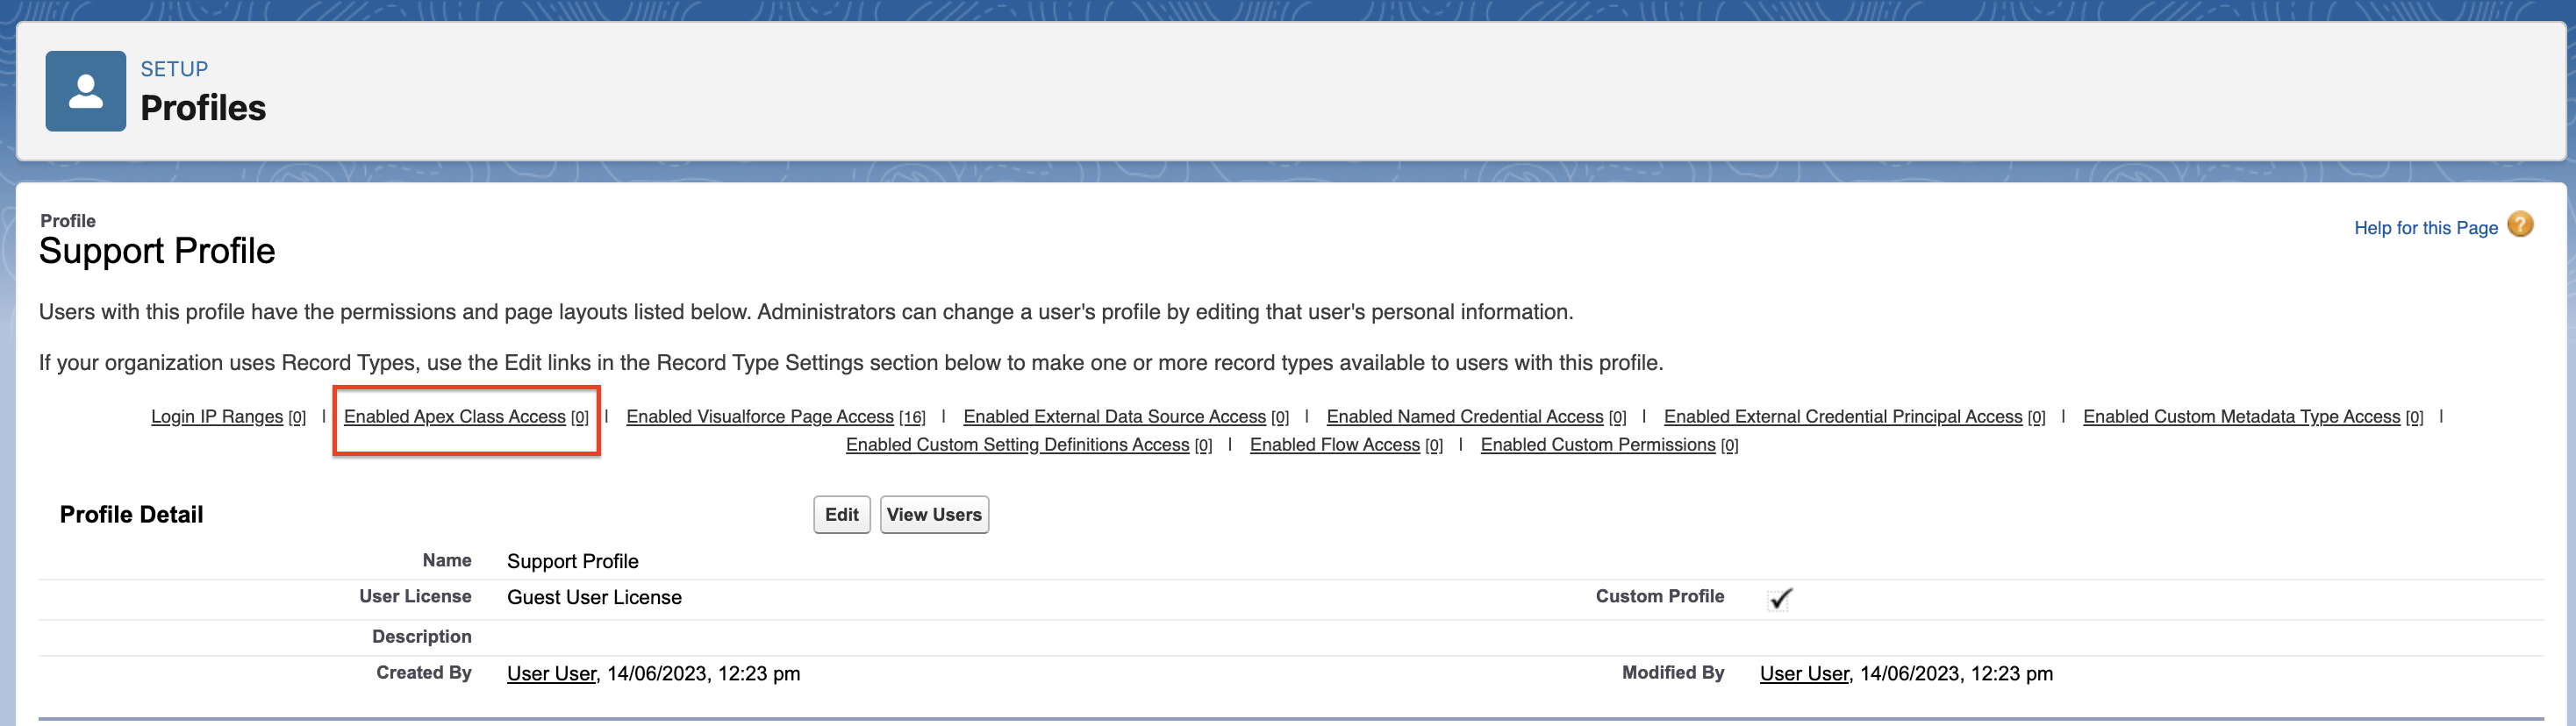 SETUP
Profiles
Profile
Support Profile
Help for this Page ?
Users with this profile have the permissions and page layouts listed below. Administrators can change a user's profile by editing that user's personal information.
If your organization uses Record Types, use the Edit links in the Record Type Settings section below to make one or more record types available to users with this profile.
Login IP Ranges [0] | Enabled Apex Class Access [0] | Enabled Visualforce Page Access [16] | Enabled External Data Source Access [0] | Enabled Named Credential Access [0] | Enabled External Credential Principal Access [0] | Enabled Custom Metadata Type Access [0] |
Enabled Custom Setting Definitions Access [0] | Enabled Flow Access [0] | Enabled Custom Permissions [0]
Profile Detail Edit View Users
Name Support Profile
User License Guest User License Custom Profile ✓
Description
Created By User User, 14/06/2023, 12:23 pm Modified By User User, 14/06/2023, 12:23 pm